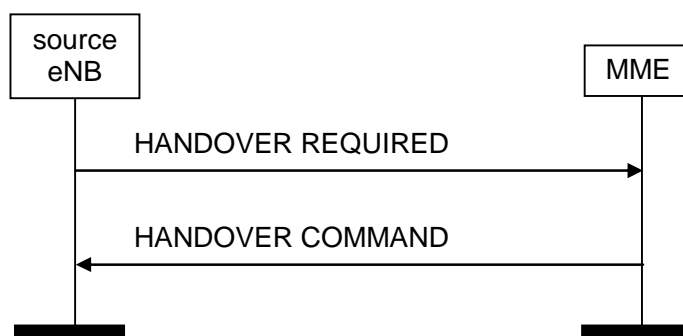 source
eNB
MME
HANDOVER REQUIRED
HANDOVER COMMAND